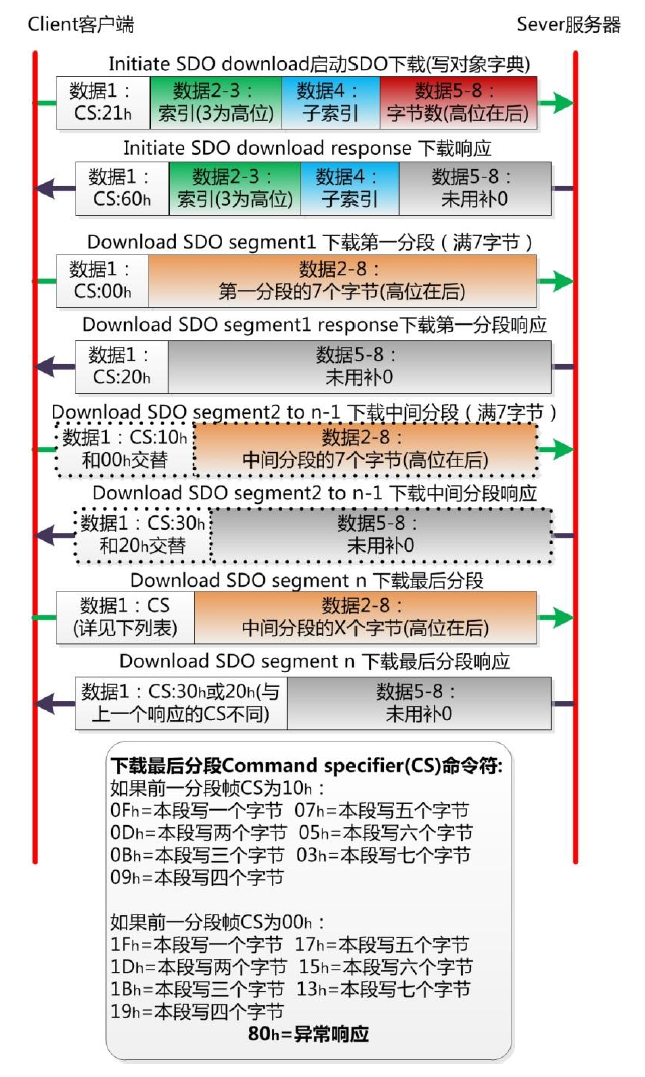 Client客户端
Sever服务器
Initiate SDO download启动SDO下载(写对象字典)
数据1：
CS:21h
数据2-3：
索引(3为高位)
数据4：
子索引
数据5-8：
字节数(高位在后)
Initiate SDO download response 下载响应
数据1：
CS:60h
数据2-3：
索引(3为高位)
数据4：
子索引
数据5-8：
未用补0
Download SDO segment1 下载第一分段（满7字节）
数据1：
CS:00h
数据2-8：
第一分段的7个字节(高位在后)
Download SDO segment1 response下载第一分段响应
数据1：
CS:20h
数据5-8：
未用补0
Download SDO segment2 to n-1 下载中间分段（满7字节）
数据1：CS:10h
和00h交替
数据2-8：
中间分段的7个字节(高位在后)
Download SDO segment2 to n-1 下载中间分段响应
数据1：CS:30h
和20h交替
数据5-8：
未用补0
Download SDO segment n 下载最后分段
数据1：CS
(详见下列表)
数据2-8：
中间分段的X个字节(高位在后)
Download SDO segment n 下载最后分段响应
数据1：CS:30h或20h(与
上一个响应的CS不同)
数据5-8：
未用补0
下载最后分段Command specifier(CS)命令符:
如果前一分段帧CS为10h：
0Fh=本段写一个字节 07h=本段写五个字节
0Dh=本段写两个字节 05h=本段写六个字节
0Bh=本段写三个字节 03h=本段写七个字节
09h=本段写四个字节
如果前一分段帧CS为00h：
1Fh=本段写一个字节 17h=本段写五个字节
1Dh=本段写两个字节 15h=本段写六个字节
1Bh=本段写三个字节 13h=本段写七个字节
19h=本段写四个字节
80h=异常响应